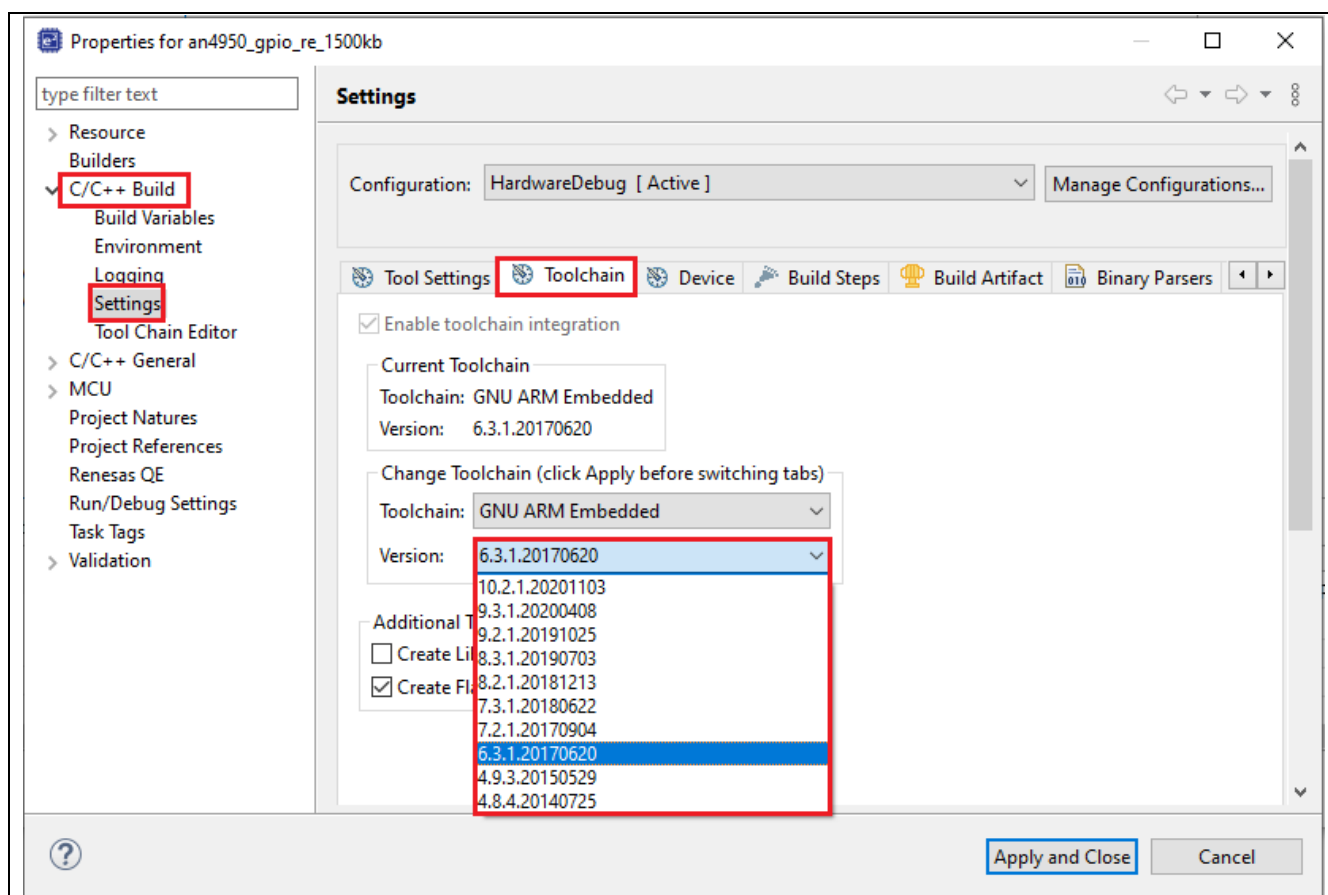 Properties for an4950_gpio_re_1500kb
type filter text
Resource
Builders
C/C++ Build
Build Variables
Environment
Logging
Settings
Tool Chain Editor
C/C++ General
MCU
Project Natures
Project References
Renesas QE
Run/Debug Settings
Task Tags
Validation
Settings
Configuration: HardwareDebug [ Active ] Manage Configurations...
Tool Settings Toolchain Device Build Steps Build Artifact Binary Parsers
Enable toolchain integration
Current Toolchain
Toolchain: GNU ARM Embedded
Version: 6.3.1.20170620
Change Toolchain (click Apply before switching tabs)
Toolchain: GNU ARM Embedded
Version: 6.3.1.20170620
10.2.1.20201103
9.3.1.20200408
9.2.1.20191025
8.3.1.20190703
8.2.1.20181213
7.3.1.20180622
7.2.1.20170904
6.3.1.20170620
4.9.3.20150529
4.8.4.20140725
Additional
Create
Create
Apply and Close Cancel